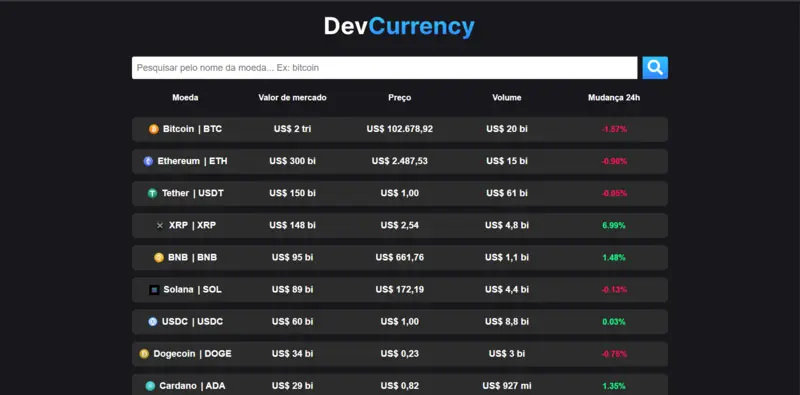 DevCurrency
Pesquisar pelo nome da moeda... Ex: bitcoin
Moeda Valor de mercado Preço Volume Mudança 24h
Bitcoin | BTC US$ 2 tri US$ 102.678,92 US$ 20 bi -1.57%
Ethereum | ETH US$ 300 bi US$ 2.487,53 US$ 15 bi -0.90%
Tether | USDT US$ 150 bi US$ 1,00 US$ 61 bi -0.05%
XRP | XRP US$ 148 bi US$ 2,54 US$ 4,8 bi 6.99%
BNB | BNB US$ 95 bi US$ 661,76 US$ 1,1 bi 1.48%
Solana | SOL US$ 89 bi US$ 172,19 US$ 4,4 bi -0.13%
USDC | USDC US$ 60 bi US$ 1,00 US$ 8,8 bi 0.03%
Dogecoin | DOGE US$ 34 bi US$ 0,23 US$ 3 bi -0.75%
Cardano | ADA US$ 29 bi US$ 0,82 US$ 927 mi 1.35%